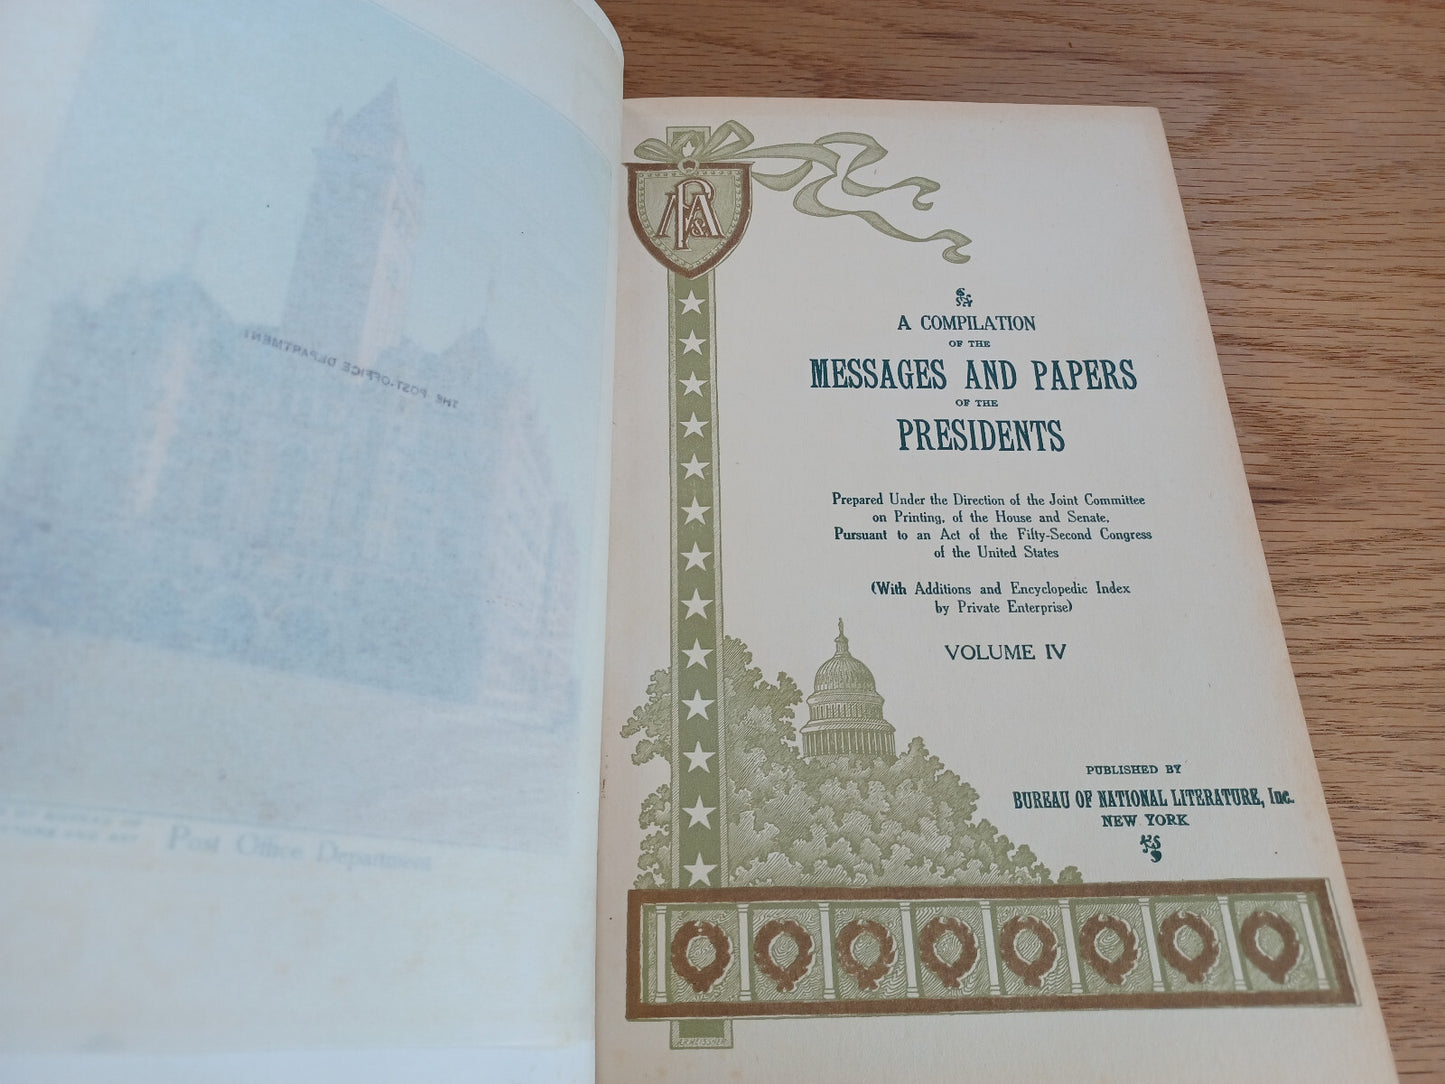 THE POST-OFFICE DEPARTMENT
Post Office Department
A COMPILATION
OF THE
MESSAGES AND PAPERS
OF THE
PRESIDENTS
Prepared Under the Direction of the Joint Committee
on Printing, of the House and Senate,
Pursuant to an Act of the Fifty-Second Congress
of the United States
(With Additions and Encyclopedic Index
by Private Enterprise)
VOLUME IV
PUBLISHED BY
BUREAU OF NATIONAL LITERATURE, Inc.
NEW YORK